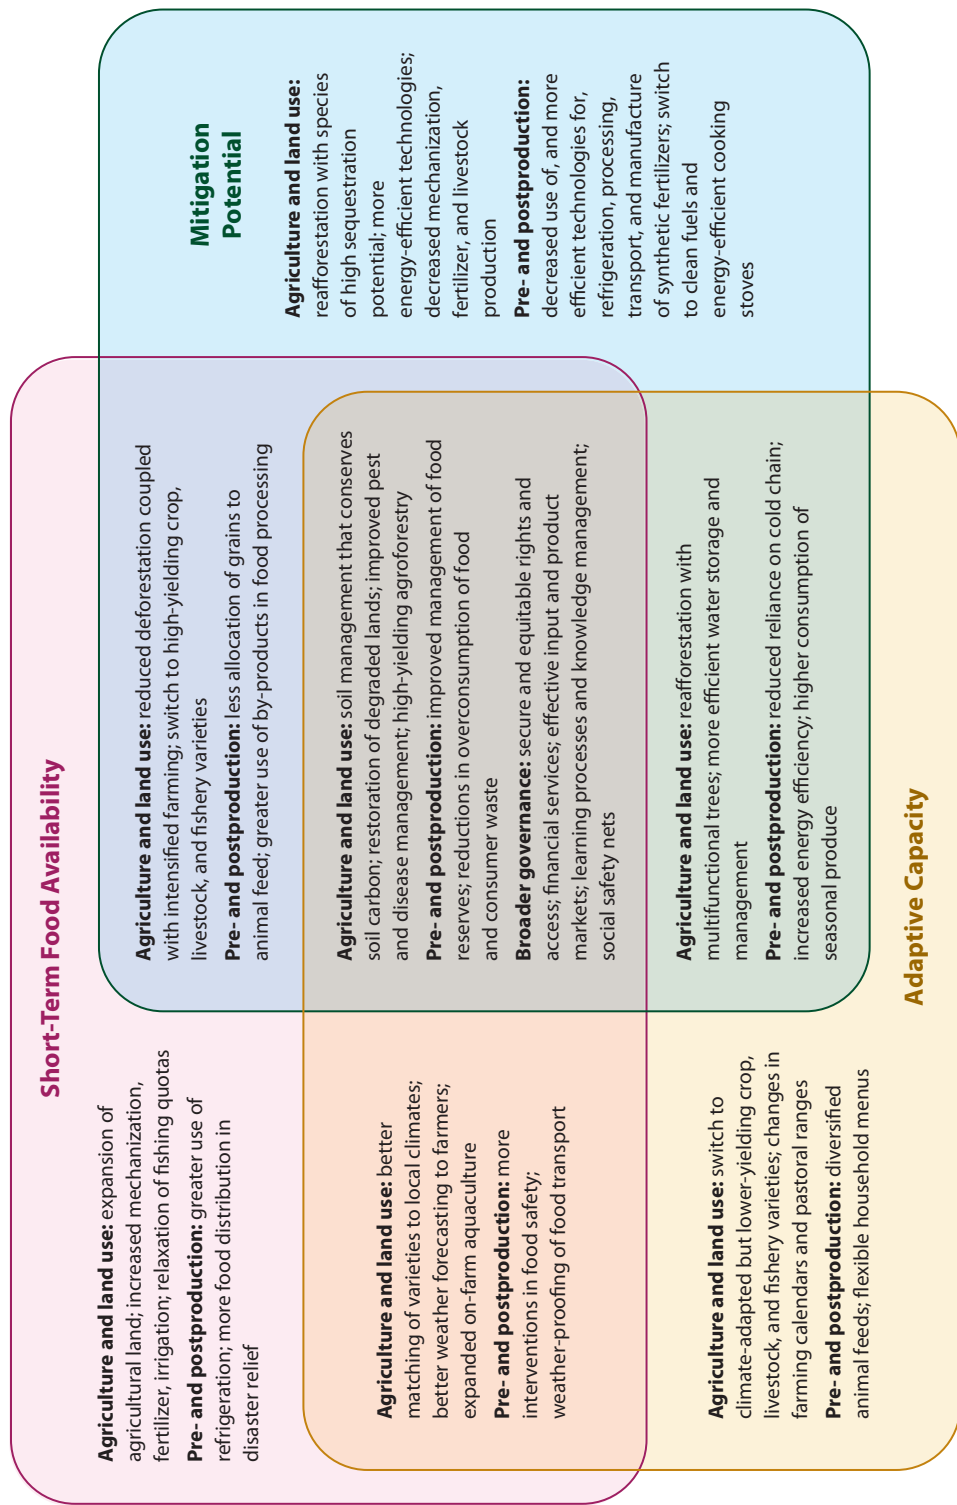 Short-Term Food Availability
Agriculture and land use: expansion of
agricultural land; increased mechanization,
fertilizer, irrigation; relaxation of fishing quotas
Pre- and postproduction: greater use of
refrigeration; more food distribution in
disaster relief
Agriculture and land use: reduced deforestation coupled
with intensified farming; switch to high-yielding crop,
livestock, and fishery varieties
Pre- and postproduction: less allocation of grains to
animal feed; greater use of by-products in food processing
Mitigation
Potential
Agriculture and land use:
reafforestation with species
of high sequestration
potential; more
energy-efficient technologies;
decreased mechanization,
fertilizer, and livestock
production
Pre- and postproduction:
decreased use of, and more
efficient technologies for,
refrigeration, processing,
transport, and manufacture
of synthetic fertilizers; switch
to clean fuels and
energy-efficient cooking
stoves
Agriculture and land use: better
matching of varieties to local climates;
better weather forecasting to farmers;
expanded on-farm aquaculture
Pre- and postproduction: more
interventions in food safety;
weather-proofing of food transport
Agriculture and land use: soil management that conserves
soil carbon; restoration of degraded lands; improved pest
and disease management; high-yielding agroforestry
Pre- and postproduction: improved management of food
reserves; reductions in overconsumption of food
and consumer waste
Broader governance: secure and equitable rights and
access; financial services; effective input and product
markets; learning processes and knowledge management;
social safety nets
Agriculture and land use: switch to
climate-adapted but lower-yielding crop,
livestock, and fishery varieties; changes in
farming calendars and pastoral ranges
Pre- and postproduction: diversified
animal feeds; flexible household menus
Agriculture and land use: reafforestation with
multifunctional trees; more efficient water storage and
management
Pre- and postproduction: reduced reliance on cold chain;
increased energy efficiency; higher consumption of
seasonal produce
Adaptive Capacity